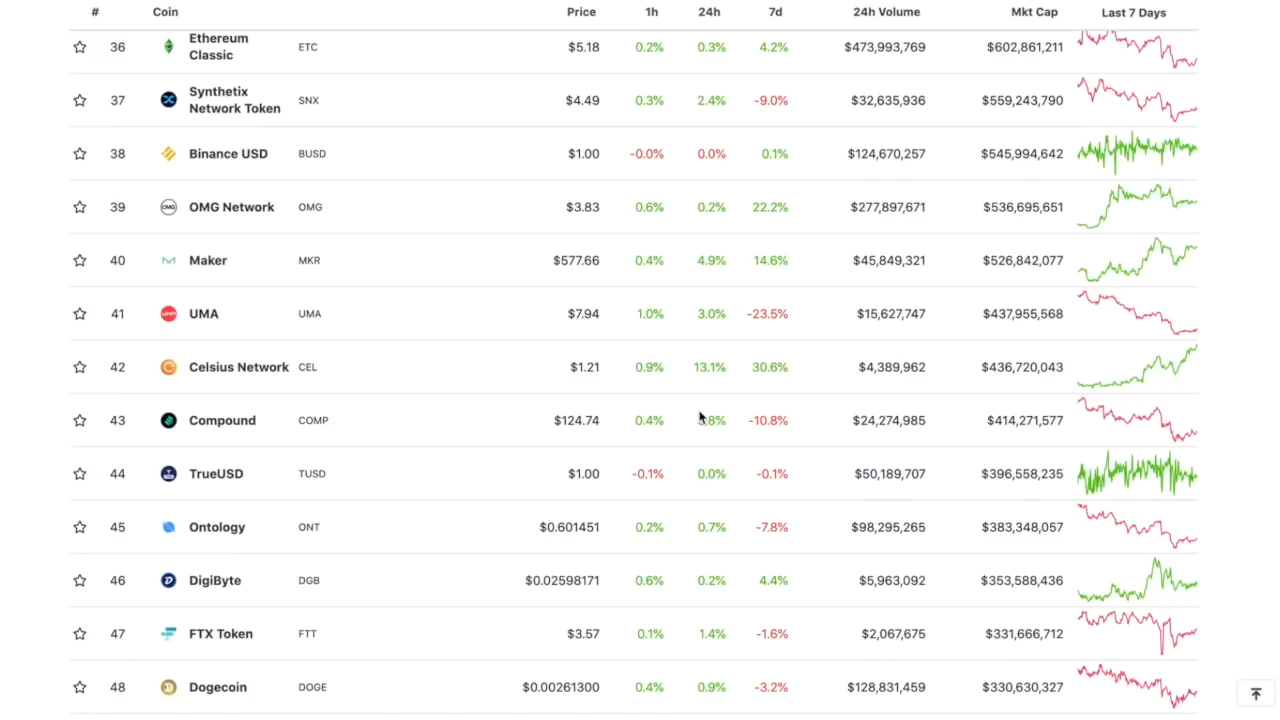 # Coin Price 1h 24h 7d 24h Volume Mkt Cap Last 7 Days
36 Ethereum Classic ETC $5.18 0.2% 0.3% 4.2% $473,993,769 $602,861,211
37 Synthetix Network Token SNX $4.49 0.3% 2.4% -9.0% $32,635,936 $559,243,790
38 Binance USD BUSD $1.00 -0.0% 0.0% 0.1% $124,670,257 $545,994,642
39 OMG Network OMG $3.83 0.6% 0.2% 22.2% $277,897,671 $536,695,651
40 Maker MKR $577.66 0.4% 4.9% 14.6% $45,849,321 $526,842,077
41 UMA UMA $7.94 1.0% 3.0% -23.5% $15,627,747 $437,955,568
42 Celsius Network CEL $1.21 0.9% 13.1% 30.6% $4,389,962 $436,720,043
43 Compound COMP $124.74 0.4% -10.8% $24,274,985 $414,271,577
44 TrueUSD TUSD $1.00 -0.1% 0.0% -0.1% $50,189,707 $396,558,235
45 Ontology ONT $0.601451 0.2% 0.7% -7.8% $98,295,265 $383,348,057
46 DigiByte DGB $0.02598171 0.6% 0.2% 4.4% $5,963,092 $353,588,436
47 FTX Token FTT $3.57 0.1% 1.4% -1.6% $2,067,675 $331,666,712
48 Dogecoin DOGE $0.00261300 0.4% 0.9% -3.2% $128,831,459 $330,630,327